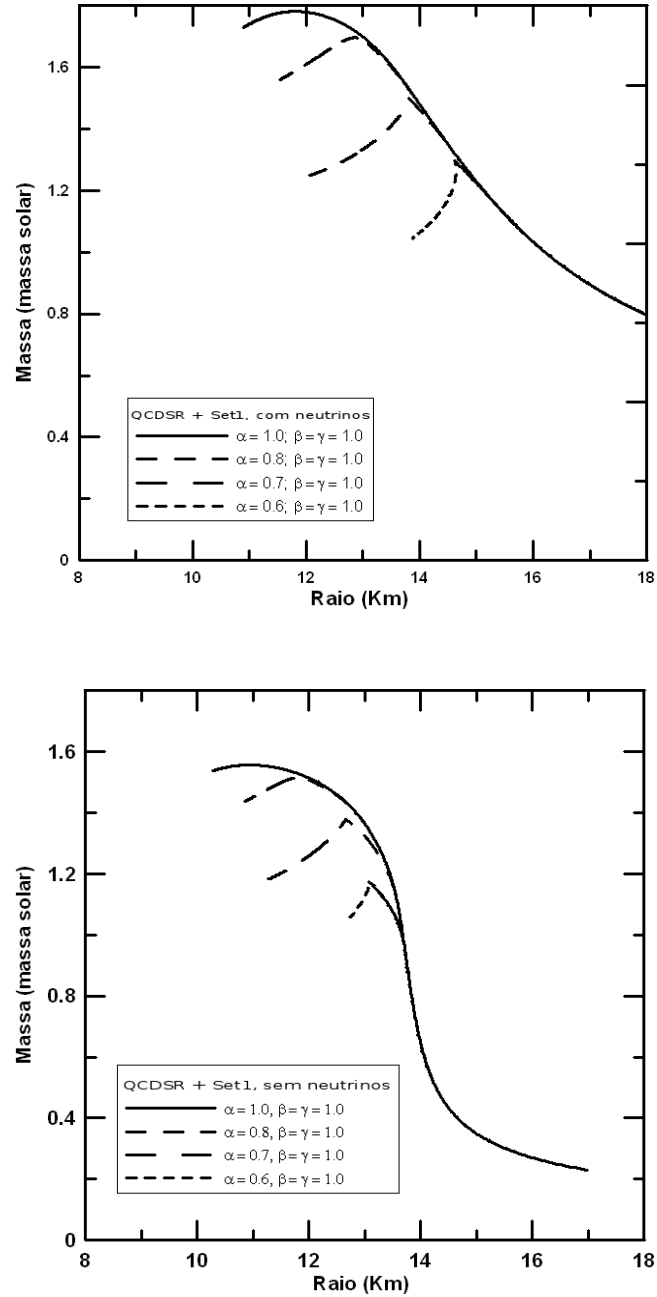 1.6
1.2
0.8
0.4
0
Massa (massa solar)
QCDSR + Set1, com neutrinos
α = 1.0; β = γ = 1.0
α = 0.8; β = γ = 1.0
α = 0.7; β = γ = 1.0
α = 0.6; β = γ = 1.0
8 10 12 14 16 18
Raio (Km)
1.6
1.2
0.8
0.4
0
Massa (massa solar)
QCDSR + Set1, sem neutrinos
α = 1.0, β = γ = 1.0
α = 0.8, β = γ = 1.0
α = 0.7, β = γ = 1.0
α = 0.6, β = γ = 1.0
8 10 12 14 16 18
Raio (Km)